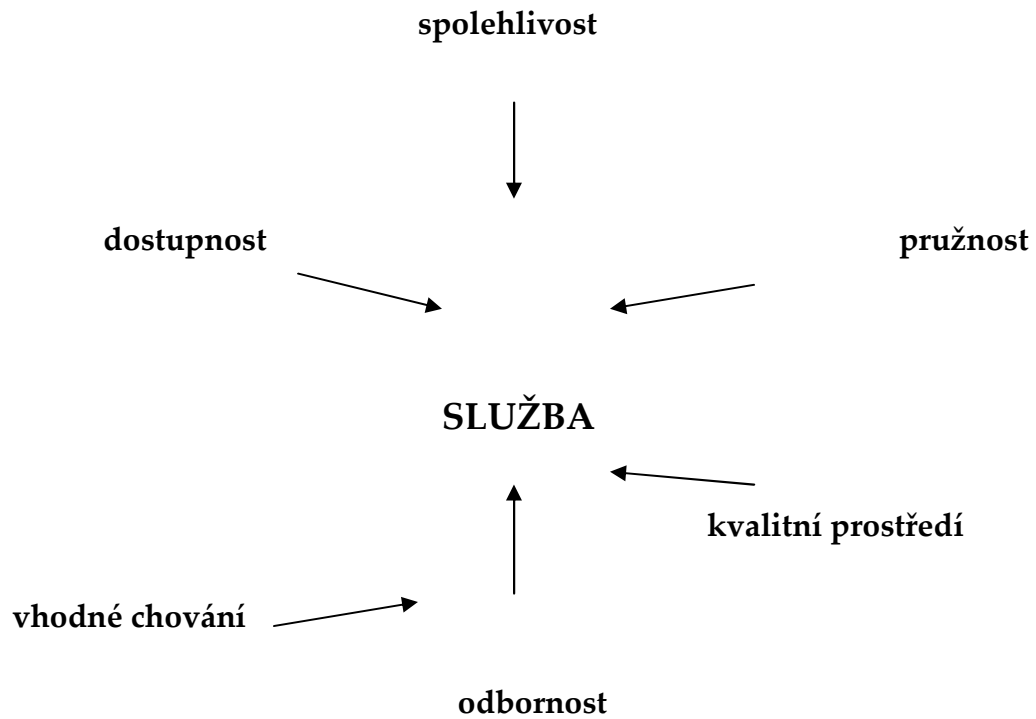 spolehlivost
dostupnost
pružnost
SLUŽBA
kvalitní prostředí
vhodné chování
odbornost